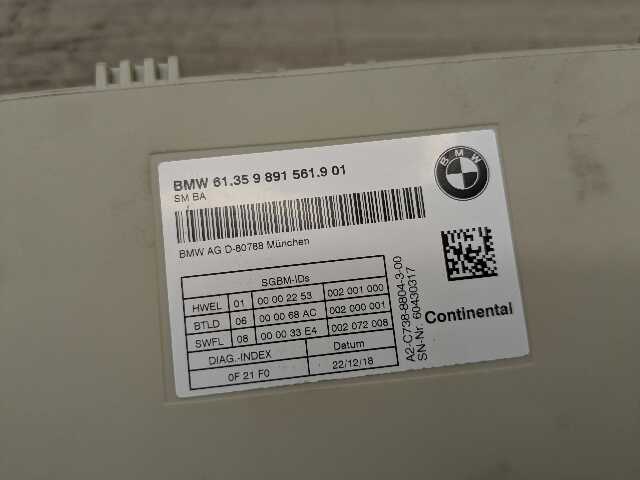 BMW 61.35 9 891 561.9 01
SM BA
BMW
BMW AG D-80788 München
SGBM-IDs
HWEL 01 00 00 22 53 002 001 000
BTLD 06 00 00 68 AC 002 000 001
SWFL 08 00 00 33 E4 002 072 008
DIAG.-INDEX Datum
0F 21 F0 22/12/18
A2-C738-8804-3-00
SN-Nr. 60430317
Continental